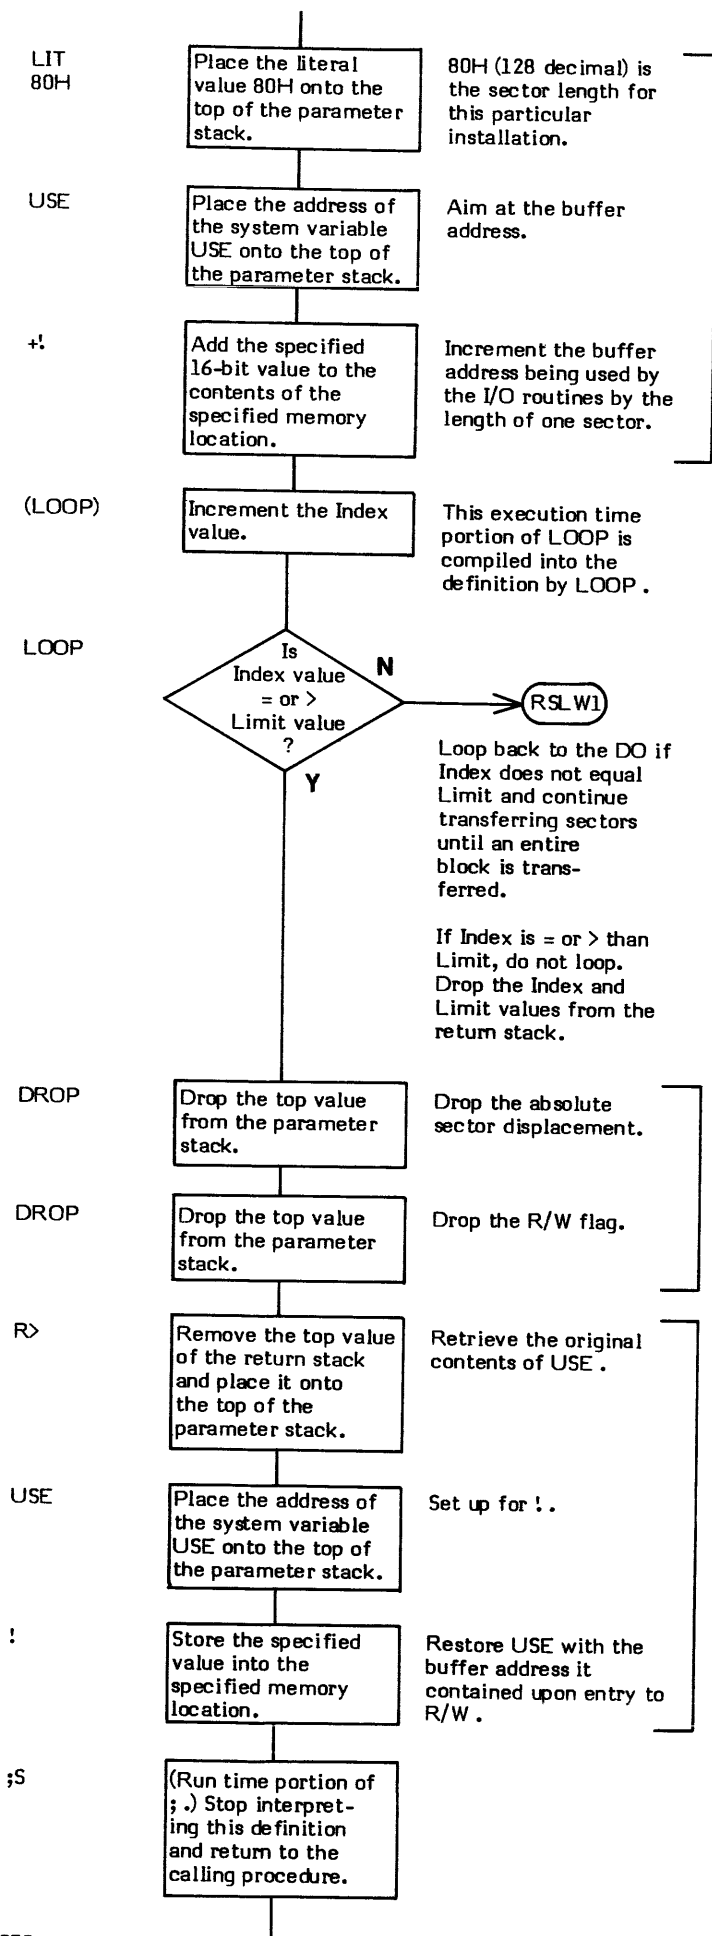 LIT
80H
Place the literal
value 80H onto the
top of the parameter
stack.
80H (128 decimal) is
the sector length for
this particular
installation.
USE
Place the address of
the system variable
USE onto the top of
the parameter stack.
Aim at the buffer
address.
+!
Add the specified
16-bit value to the
contents of the
specified memory
location.
Increment the buffer
address being used by
the I/O routines by the
length of one sector.
(LOOP)
Increment the Index
value.
This execution time
portion of LOOP is
compiled into the
definition by LOOP .
LOOP
Is
Index value
= or >
Limit value
?
N
RSLW1
Y
Loop back to the DO if
Index does not equal
Limit and continue
transferring sectors
until an entire
block is trans-
ferred.
If Index is = or > than
Limit, do not loop.
Drop the Index and
Limit values from the
return stack.
DROP
Drop the top value
from the parameter
stack.
Drop the absolute
sector displacement.
DROP
Drop the top value
from the parameter
stack.
Drop the R/W flag.
R>
Remove the top value
of the return stack
and place it onto
the top of the
parameter stack.
Retrieve the original
contents of USE .
USE
Place the address of
the system variable
USE onto the top of
the parameter stack.
Set up for ! .
!
Store the specified
value into the
specified memory
location.
Restore USE with the
buffer address it
contained upon entry to
R/W .
;S
(Run time portion of
; .) Stop interpret-
ing this definition
and return to the
calling procedure.